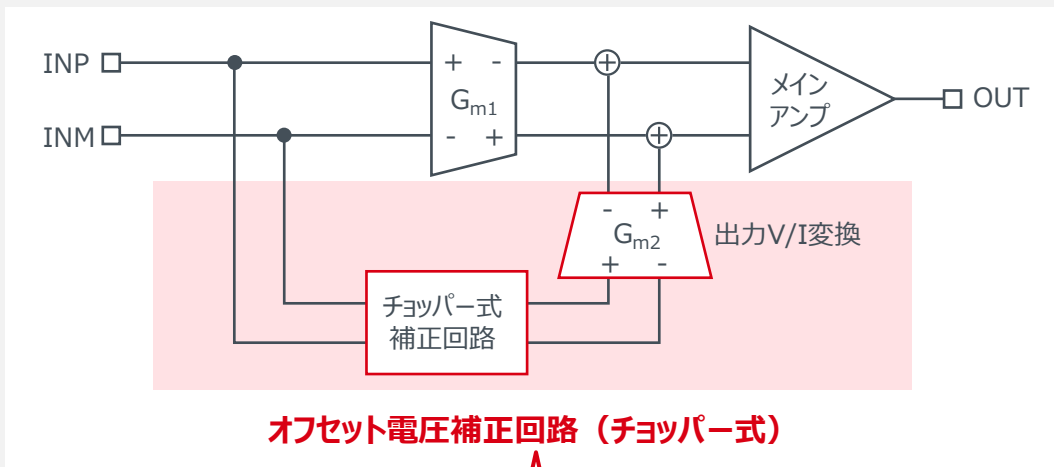 INP
+ -
Gm1
INM
- +
メイン
アンプ
OUT
- +
Gm2
+ -
出力V/I変換
チョッパー式
補正回路
オフセット電圧補正回路（チョッパー式）